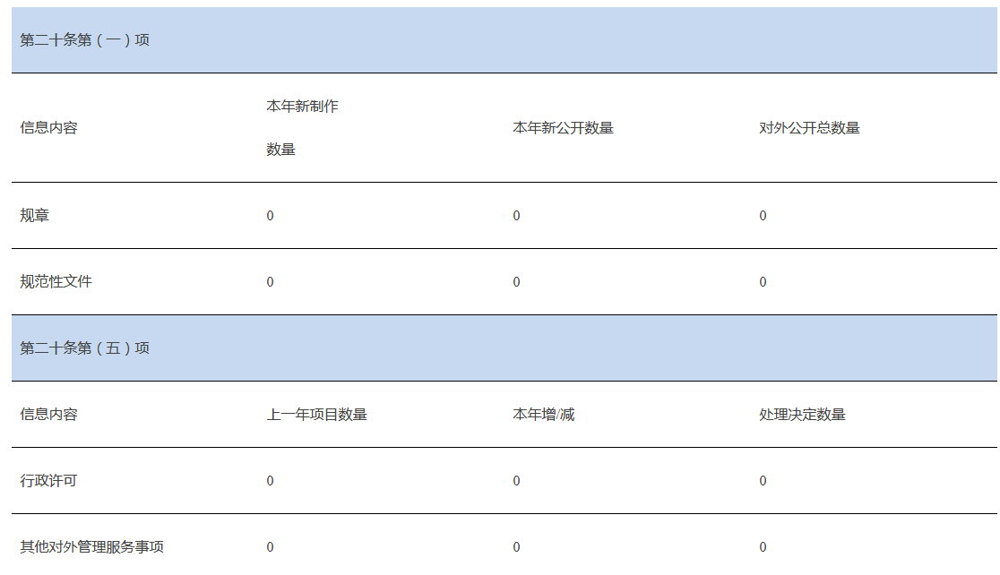 第二十条第（一）项
信息内容 本年新制作数量 本年新公开数量 对外公开总数量
规章 0 0 0
规范性文件 0 0 0
第二十条第（五）项
信息内容 上一年项目数量 本年增/减 处理决定数量
行政许可 0 0 0
其他对外管理服务事项 0 0 0